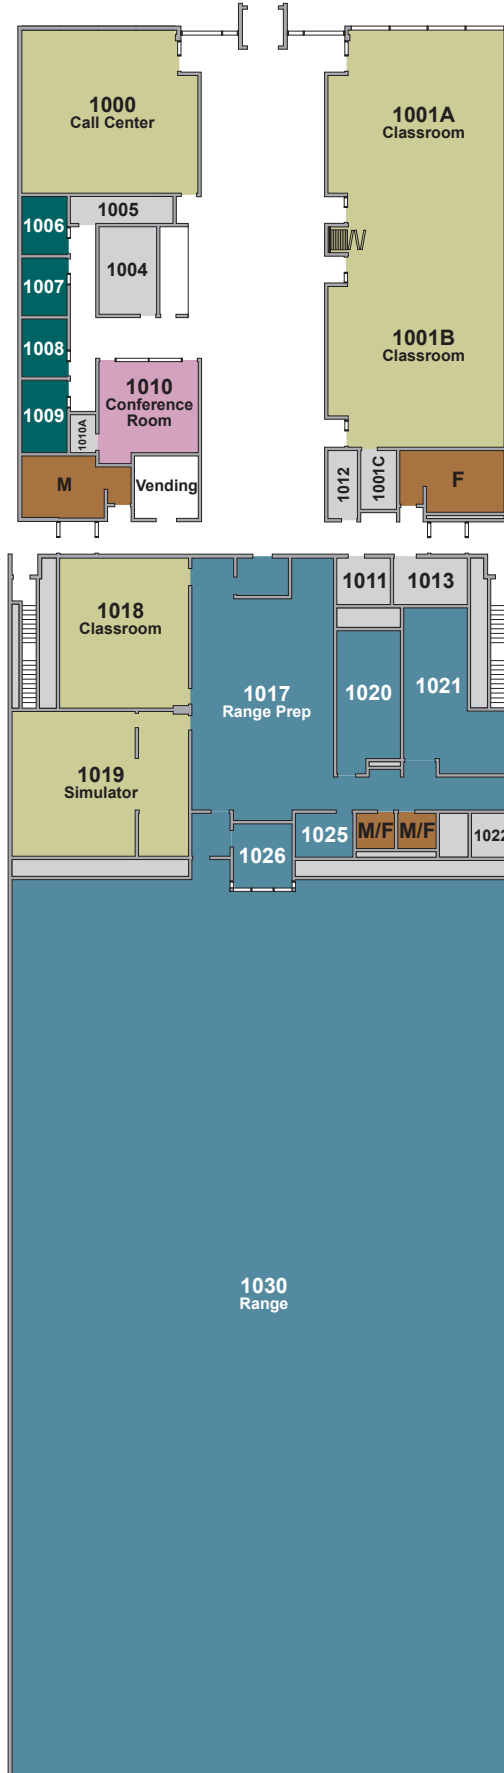 1000
Call Center
1001A
Classroom
1005
1006
1004
1007
1008
1001B
Classroom
1009
1010
Conference
Room
1010A
M
Vending
1012
1001C
F
1011
1013
1018
Classroom
1017
Range Prep
1020
1021
1019
Simulator
1025
M/F
M/F
1022
1026
1030
Range